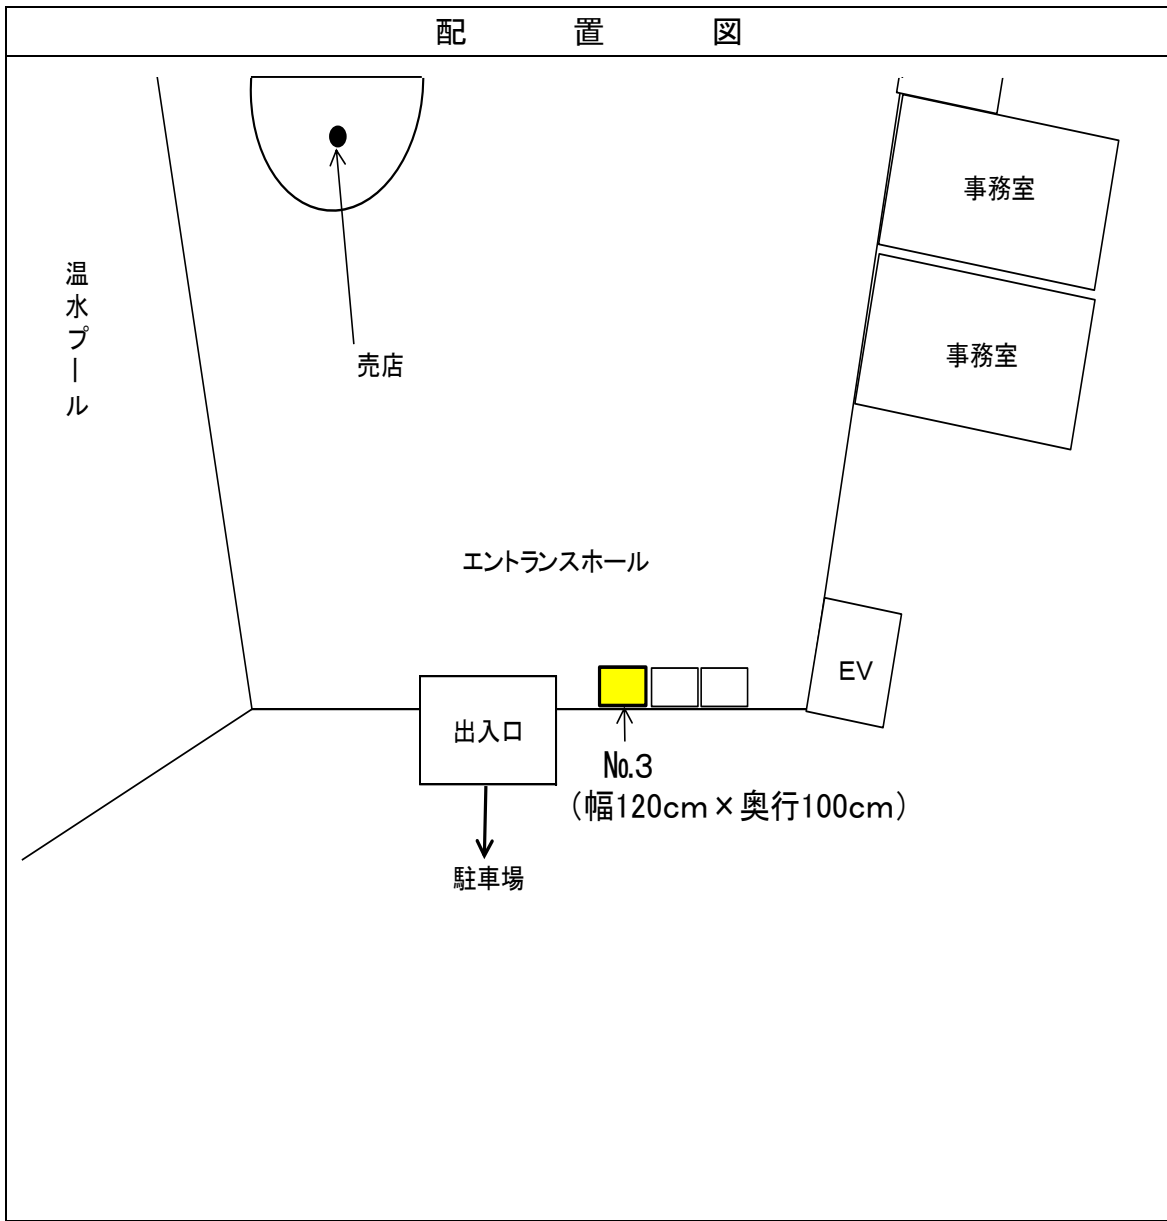 配　置　図
事務室
温水プール
事務室
売店
エントランスホール
EV
出入口
№3
（幅120cm×奥行100cm）
駐車場